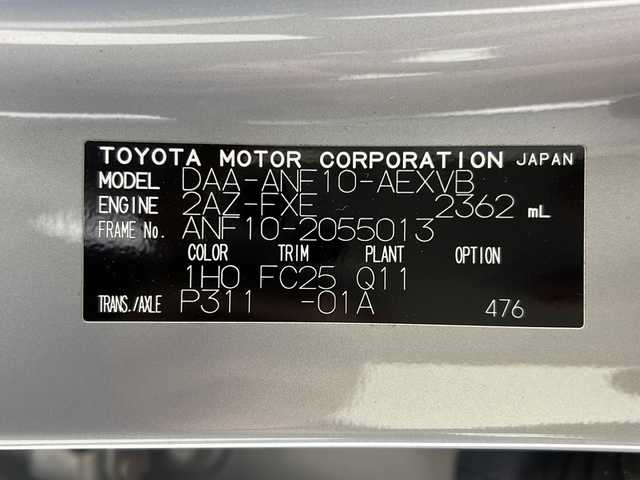 TOYOTA MOTOR CORPORATION JAPAN
MODEL DAA-ANF10-AEXVB
ENGINE 2AZ-FXE 2362 mL
FRAME No. ANF10-2055013
COLOR TRIM PLANT OPTION
1H0 FC25 Q11
TRANS./AXLE P311 -01A 476